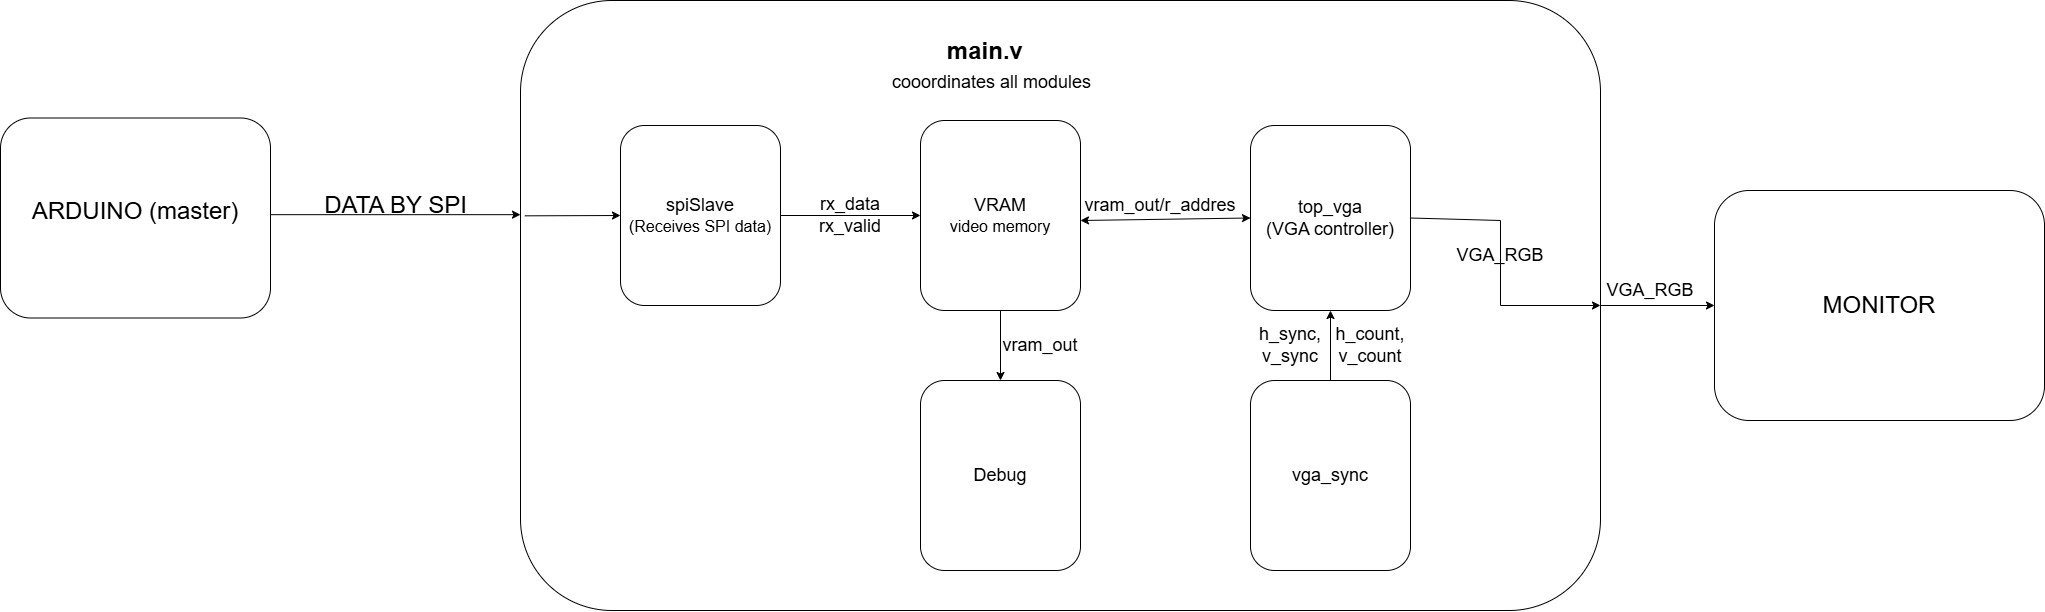 main.v
cooordinates all modules
ARDUINO (master)
DATA BY SPI
spiSlave
(Receives SPI data)
rx_data
rx_valid
VRAM
video memory
vram_out/r_addres
top_vga
(VGA controller)
VGA_RGB
VGA_RGB
MONITOR
vram_out
h_sync,
v_sync
h_count,
v_count
Debug
vga_sync